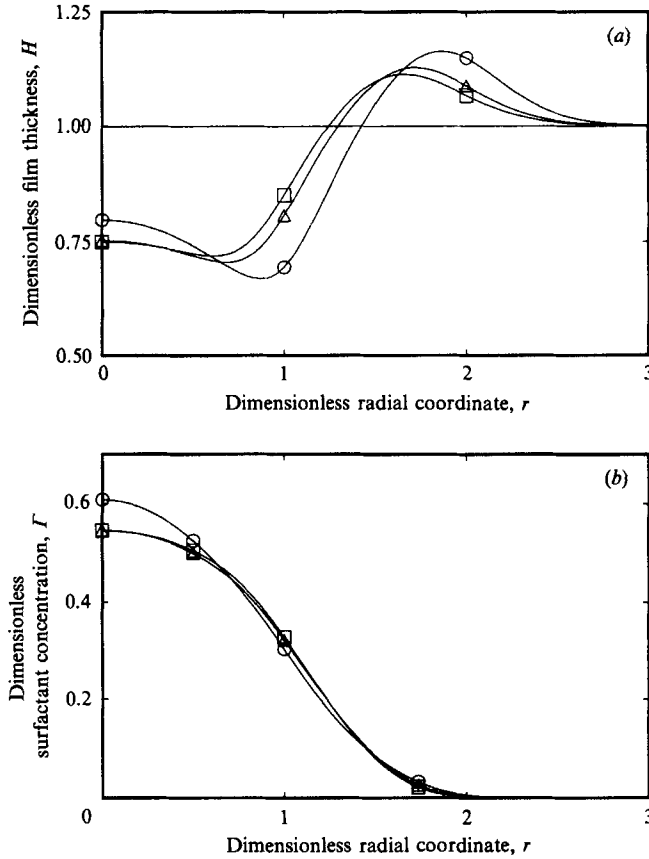 1.25
(a)
1.00
0.75
0.50
0
1
2
3
Dimensionless film thickness, H
Dimensionless radial coordinate, r
(b)
0.6
0.4
0.2
0
1
2
3
Dimensionless
surfactant concentration, Γ
Dimensionless radial coordinate, r